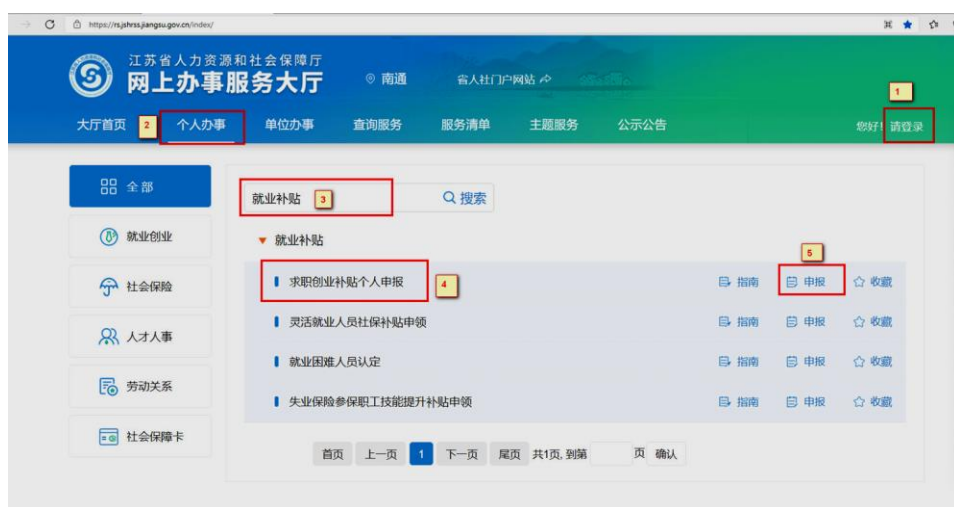 https://rs.jshrss.jiangsu.gov.cn/index/
江苏省人力资源和社会保障厅
网上办事服务大厅
南通
省人社门户网站
1
大厅首页 2 个人办事 单位办事 查询服务 服务清单 主题服务 公示公告 您好! 请登录
全部
就业创业
社会保险
人才人事
劳动关系
社会保障卡
就业补贴 3 搜索
就业补贴
5
求职创业补贴个人申报 4 指南 申报 收藏
灵活就业人员社保补贴申领 指南 申报 收藏
就业困难人员认定 指南 申报 收藏
失业保险参保职工技能提升补贴申领 指南 申报 收藏
首页 上一页 1 下一页 尾页 共1页, 到第 页 确认